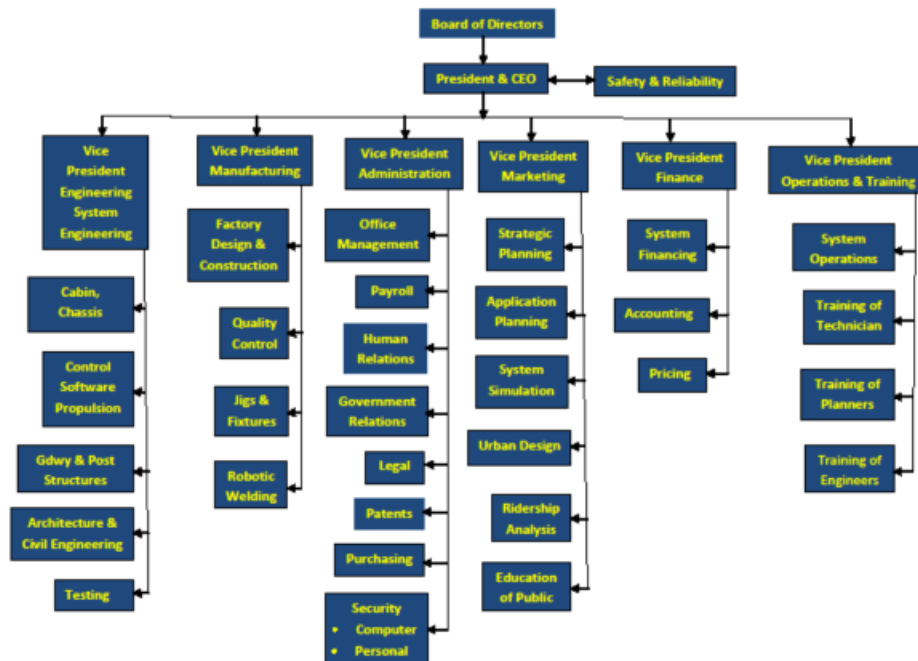 Board of Directors
President & CEO
Safety & Reliability
Vice
President
Engineering
System
Engineering
Cabin,
Chassis
Control
Software
Propulsion
Gdwy & Post
Structures
Architecture &
Civil Engineering
Testing
Vice President
Manufacturing
Factory
Design &
Construction
Quality
Control
Jigs &
Fixtures
Robotic
Welding
Vice President
Administration
Office
Management
Payroll
Human
Relations
Government
Relations
Legal
Patents
Purchasing
Security
• Computer
• Personal
Vice President
Marketing
Strategic
Planning
Application
Planning
System
Simulation
Urban Design
Ridership
Analysis
Education
of Public
Vice President
Finance
System
Financing
Accounting
Pricing
Vice President
Operations & Training
System
Operations
Training of
Technician
Training of
Planners
Training of
Engineers